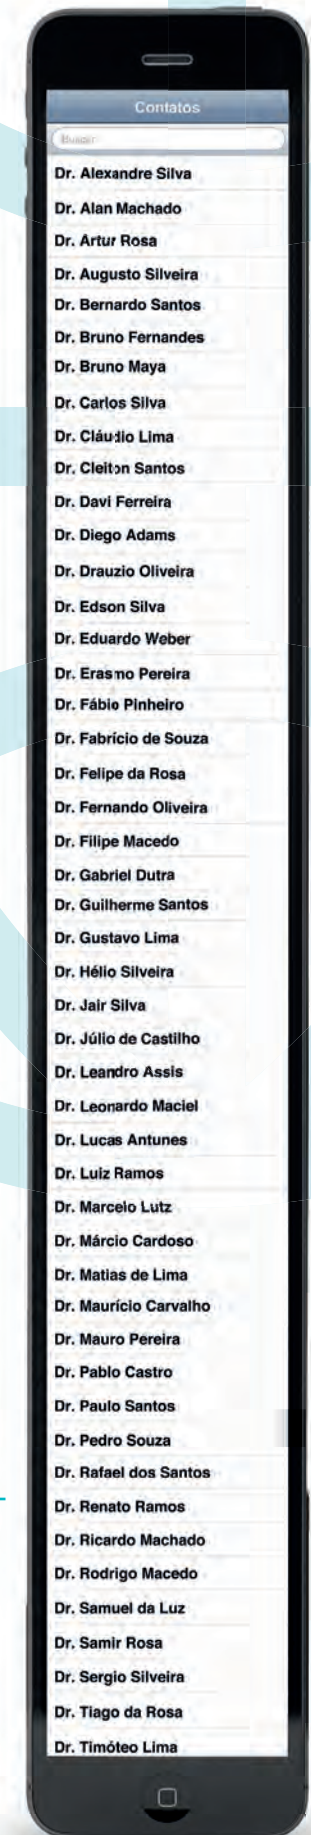 Contatos
Buscar
Dr. Alexandre Silva
Dr. Alan Machado
Dr. Artur Rosa
Dr. Augusto Silveira
Dr. Bernardo Santos
Dr. Bruno Fernandes
Dr. Bruno Maya
Dr. Carlos Silva
Dr. Cláudio Lima
Dr. Cleiton Santos
Dr. Davi Ferreira
Dr. Diego Adams
Dr. Drauzio Oliveira
Dr. Edson Silva
Dr. Eduardo Weber
Dr. Erasmo Pereira
Dr. Fábio Pinheiro
Dr. Fabrício de Souza
Dr. Felipe da Rosa
Dr. Fernando Oliveira
Dr. Filipe Macedo
Dr. Gabriel Dutra
Dr. Guilherme Santos
Dr. Gustavo Lima
Dr. Hélio Silveira
Dr. Jair Silva
Dr. Júlio de Castilho
Dr. Leandro Assis
Dr. Leonardo Maciel
Dr. Lucas Antunes
Dr. Luiz Ramos
Dr. Marcelo Lutz
Dr. Márcio Cardoso
Dr. Matias de Lima
Dr. Maurício Carvalho
Dr. Mauro Pereira
Dr. Pablo Castro
Dr. Paulo Santos
Dr. Pedro Souza
Dr. Rafael dos Santos
Dr. Renato Ramos
Dr. Ricardo Machado
Dr. Rodrigo Macedo
Dr. Samuel da Luz
Dr. Samir Rosa
Dr. Sergio Silveira
Dr. Tiago da Rosa
Dr. Timóteo Lima